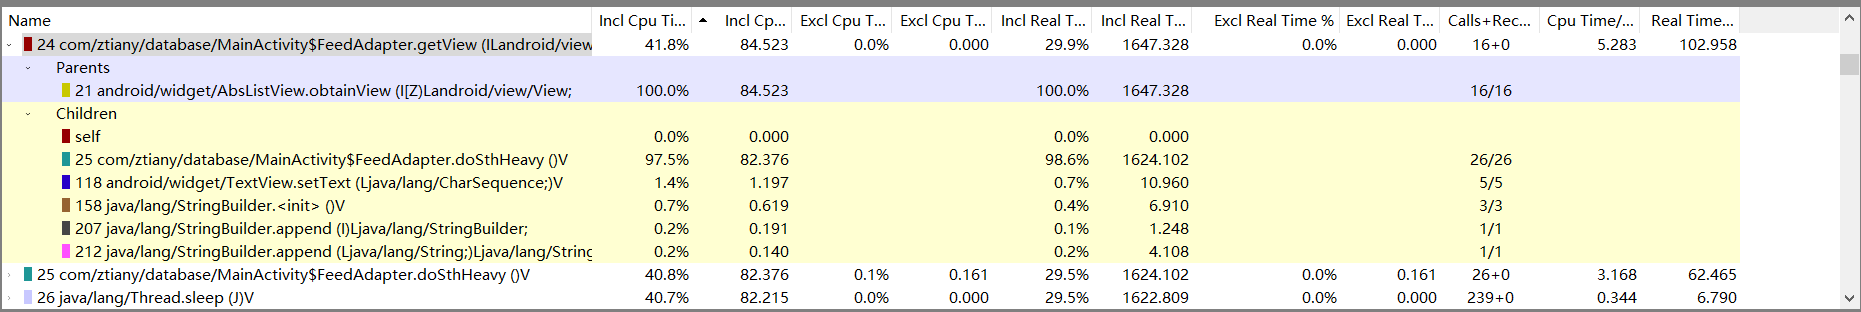 Name Incl Cpu Ti... Incl Cp... Excl Cpu T... Excl Cpu T... Incl Real T... Incl Real T... Excl Real Time % Excl Real T... Calls+Rec... Cpu Time/... Real Time...
24 com/ztiany/database/MainActivity$FeedAdapter.getView (ILandroid/view 41.8% 84.523 0.0% 0.000 29.9% 1647.328 0.0% 0.000 16+0 5.283 102.958
Parents
21 android/widget/AbsListView.obtainView (I[Z)Landroid/view/View; 100.0% 84.523 100.0% 1647.328 16/16
Children
self 0.0% 0.000 0.0% 0.000
25 com/ztiany/database/MainActivity$FeedAdapter.doSthHeavy ()V 97.5% 82.376 98.6% 1624.102 26/26
118 android/widget/TextView.setText (Ljava/lang/CharSequence;)V 1.4% 1.197 0.7% 10.960 5/5
158 java/lang/StringBuilder.<init> ()V 0.7% 0.619 0.4% 6.910 3/3
207 java/lang/StringBuilder.append (I)Ljava/lang/StringBuilder; 0.2% 0.191 0.1% 1.248 1/1
212 java/lang/StringBuilder.append (Ljava/lang/String;)Ljava/lang/String 0.2% 0.140 0.2% 4.108 1/1
25 com/ztiany/database/MainActivity$FeedAdapter.doSthHeavy ()V 40.8% 82.376 0.1% 0.161 29.5% 1624.102 0.0% 0.161 26+0 3.168 62.465
26 java/lang/Thread.sleep (J)V 40.7% 82.215 0.0% 0.000 29.5% 1622.809 0.0% 0.000 239+0 0.344 6.790